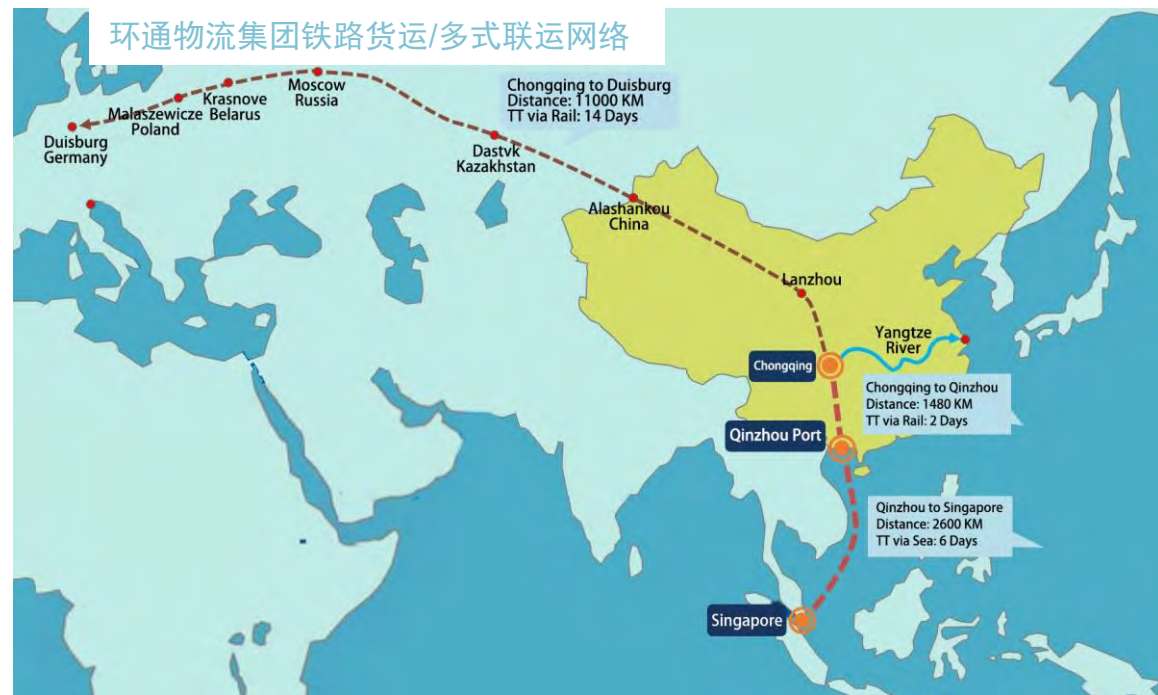 环通物流集团铁路货运/多式联运网络
Chongqing to Duisburg
Distance: 11000 KM
TT via Rail: 14 Days
Moscow
Russia
Krasnove
Belarus
Malaszewicze
Poland
Duisburg
Germany
Dastvk
Kazakhstan
Alashankou
China
Lanzhou
Yangtze
River
Chongqing
Chongqing to Qinzhou
Distance: 1480 KM
TT via Rail: 2 Days
Qinzhou Port
Qinzhou to Singapore
Distance: 2600 KM
TT via Sea: 6 Days
Singapore